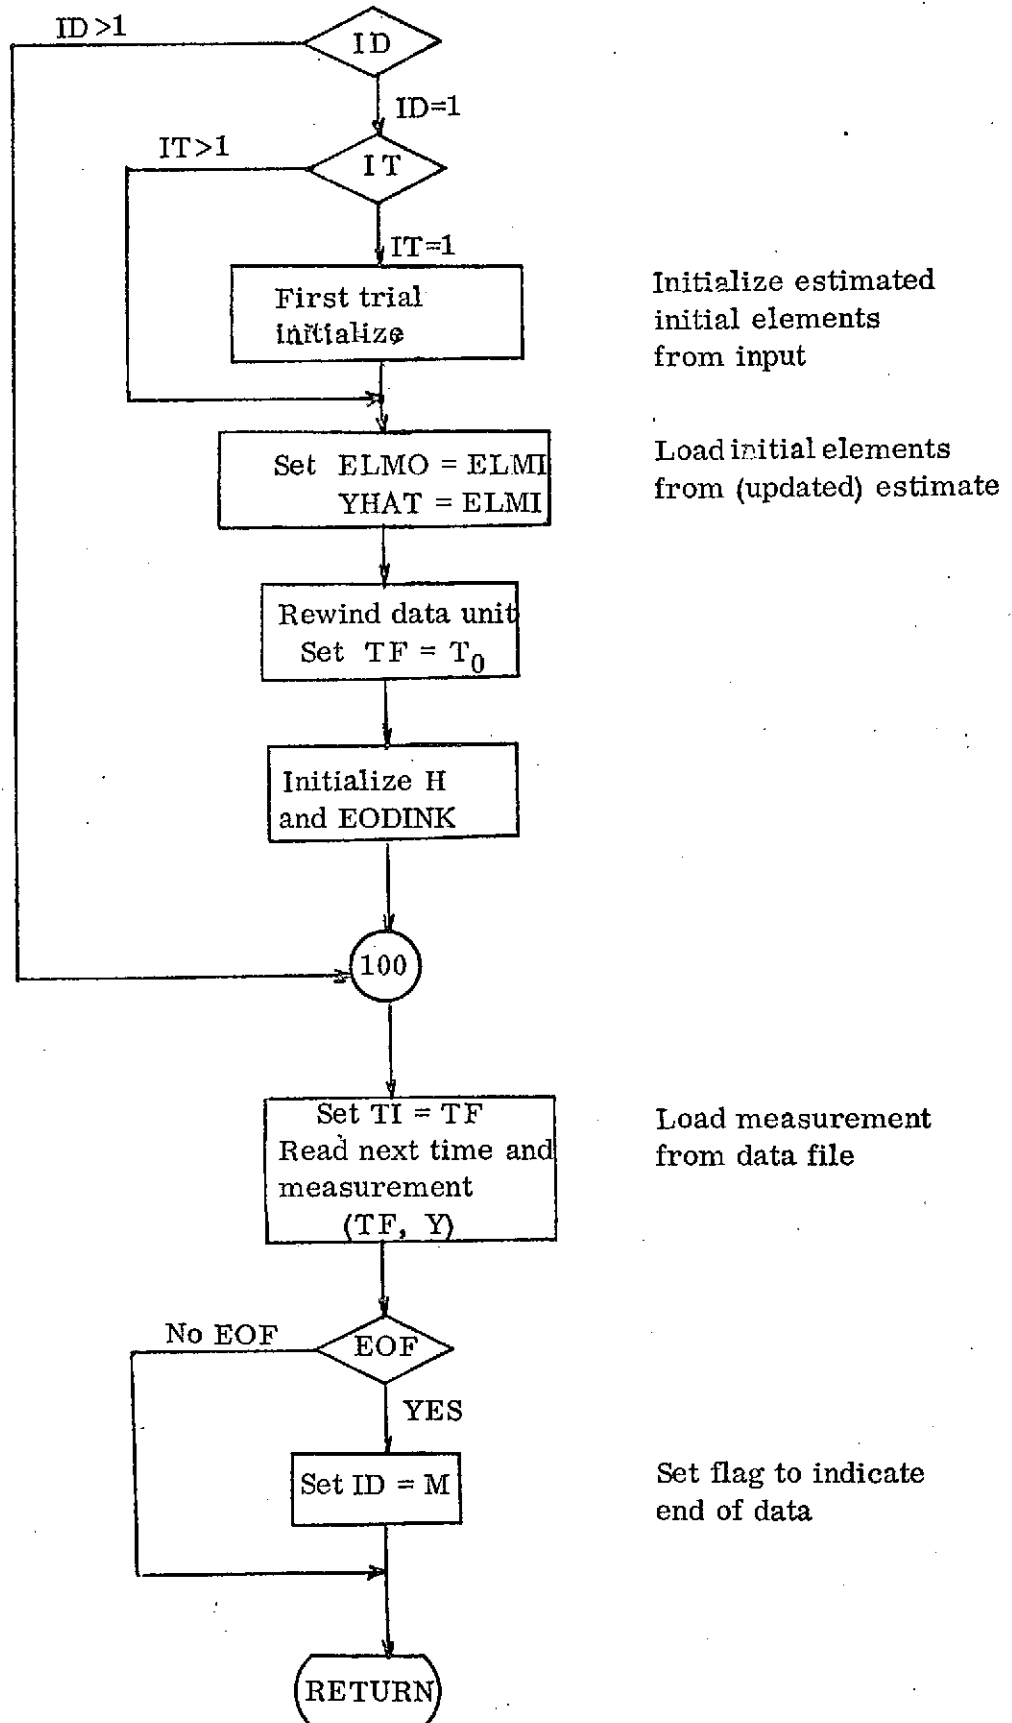 ID>1
ID
ID=1
IT>1
IT
IT=1
First trial
initialize
Initialize estimated
initial elements
from input
Set ELMO = ELMI
YHAT = ELMI
Load initial elements
from (updated) estimate
Rewind data unit
Set TF = T₀
Initialize H
and EODINK
100
Set TI = TF
Read next time and
measurement
(TF, Y)
Load measurement
from data file
No EOF
EOF
YES
Set ID = M
Set flag to indicate
end of data
RETURN